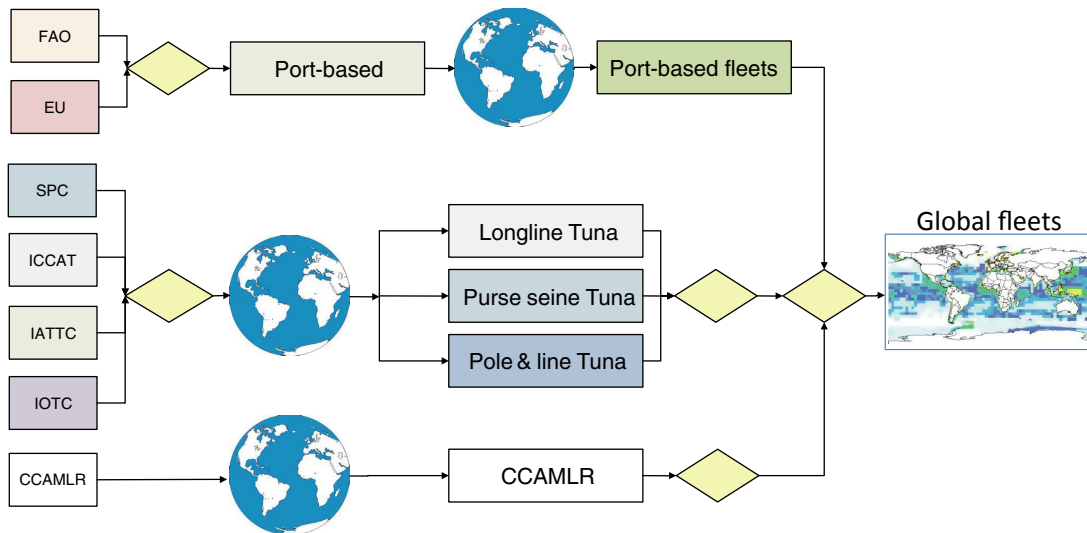 FAO
EU
Port-based
Port-based fleets
SPC
ICCAT
IATTC
IOTC
Longline Tuna
Purse seine Tuna
Pole & line Tuna
Global fleets
CCAMLR
CCAMLR